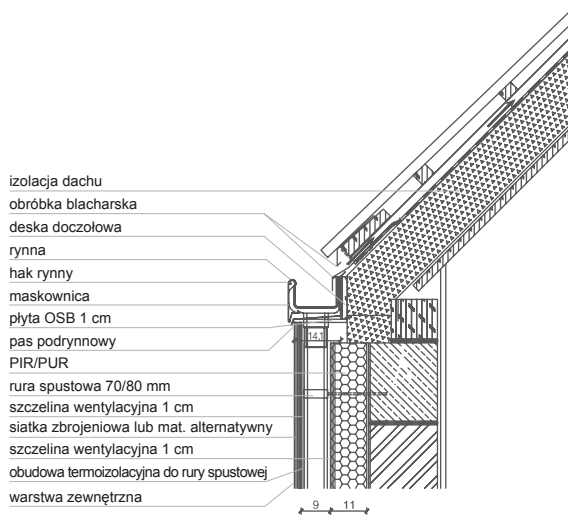 izolacja dachu
obróbka blacharska
deska doczołowa
rynna
hak rynny
maskownica
płyta OSB 1 cm
pas podrynnowy
PIR/PUR
rura spustowa 70/80 mm
szczelina wentylacyjna 1 cm
siatka zbrojeniowa lub mat. alternatywny
szczelina wentylacyjna 1 cm
obudowa termoizolacyjna do rury spustowej
warstwa zewnętrzna
14,1
9 11